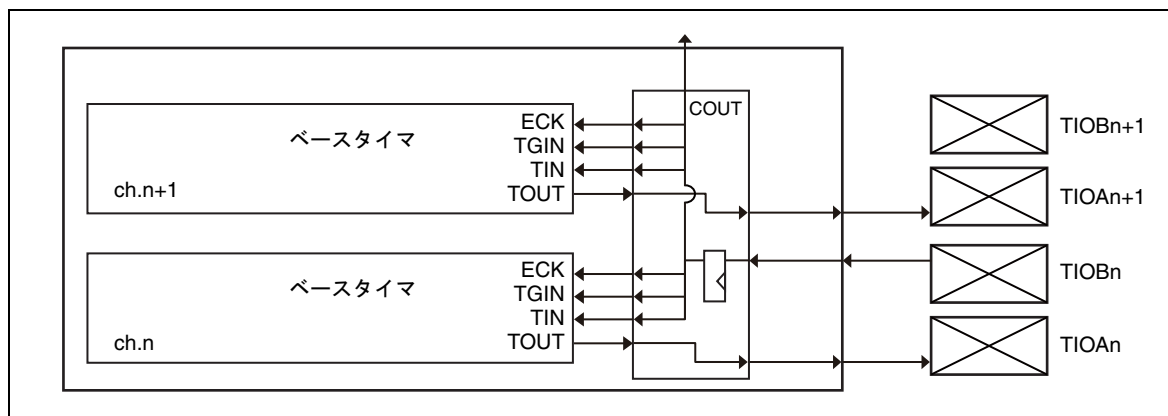 COUT
ベースタイマ
ECK
TGIN
TIN
TOUT
ch.n+1
ベースタイマ
ECK
TGIN
TIN
TOUT
ch.n
TIOBn+1
TIOAn+1
TIOBn
TIOAn